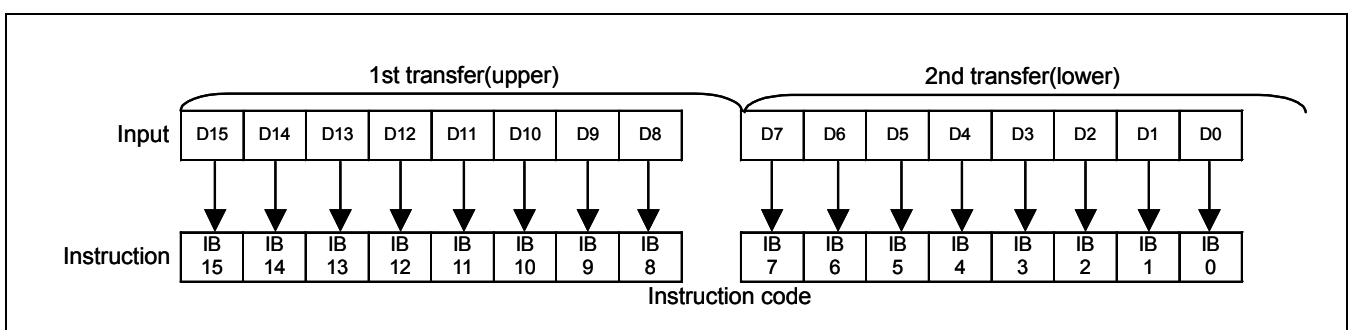 1st transfer(upper) 2nd transfer(lower)
Input D15 D14 D13 D12 D11 D10 D9 D8 D7 D6 D5 D4 D3 D2 D1 D0
IB IB IB IB IB IB IB IB IB IB IB IB IB IB IB IB
Instruction 15 14 13 12 11 10 9 8 7 6 5 4 3 2 1 0
Instruction code